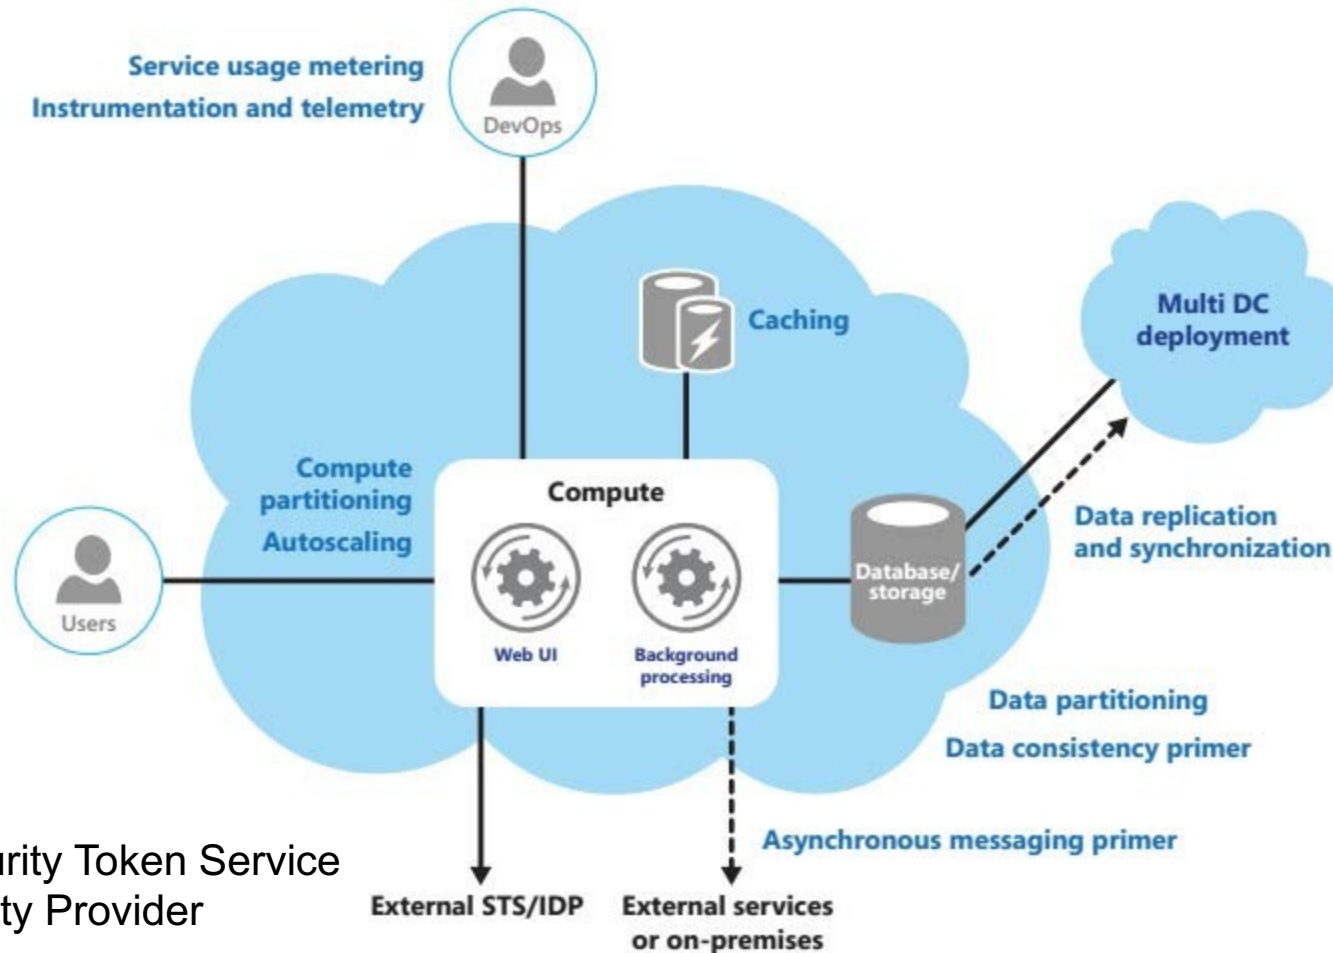 Service usage metering
Instrumentation and telemetry
DevOps
Caching
Multi DC
deployment
Compute
partitioning
Autoscaling
Compute
Data replication
and synchronization
Database/
storage
Users
Web UI
Background
processing
Data partitioning
Data consistency primer
Asynchronous messaging primer
Token Service
Provider
External STS/IDP
External services
or on-premises